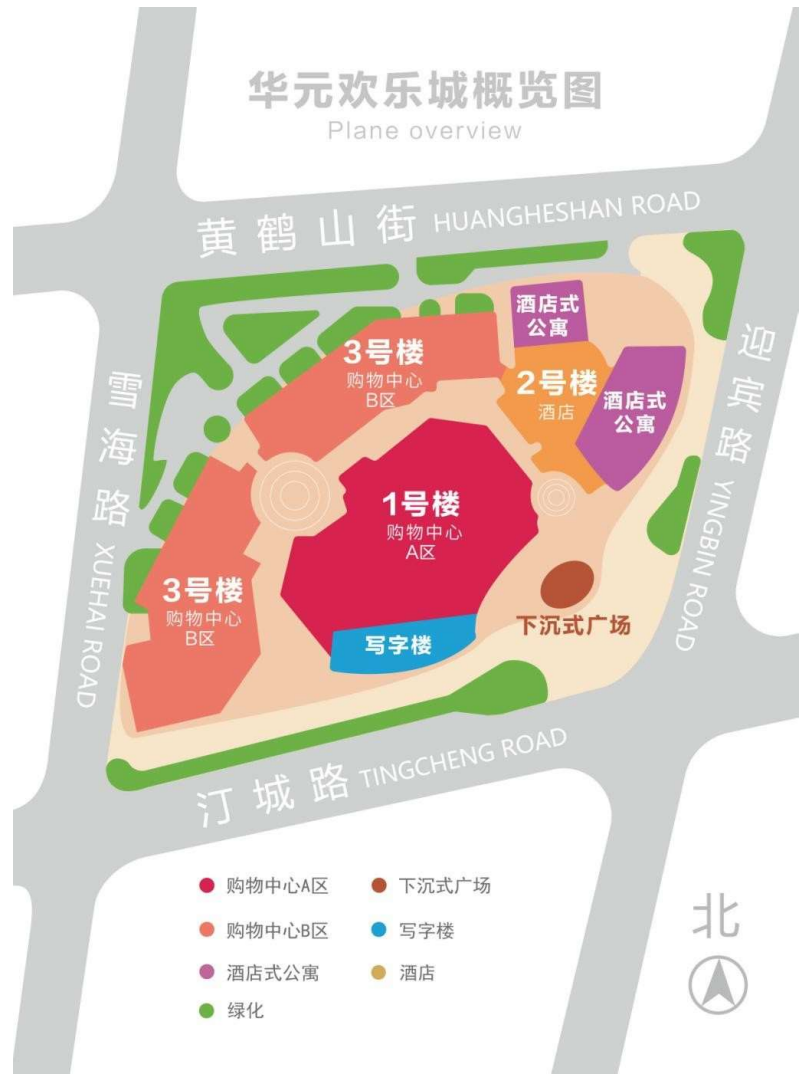 华元欢乐城概览图
Plane overview
黄鹤山街 HUANGHESHAN ROAD
酒店式
公寓
3号楼
购物中心
B区
2号楼
酒店
酒店式
公寓
迎宾路 YINGBIN ROAD
雪海路 XUEHAI ROAD
1号楼
购物中心
A区
3号楼
购物中心
B区
下沉式广场
写字楼
汀城路 TINGCHENG ROAD
购物中心A区
下沉式广场
购物中心B区
写字楼
酒店式公寓
酒店
绿化
北